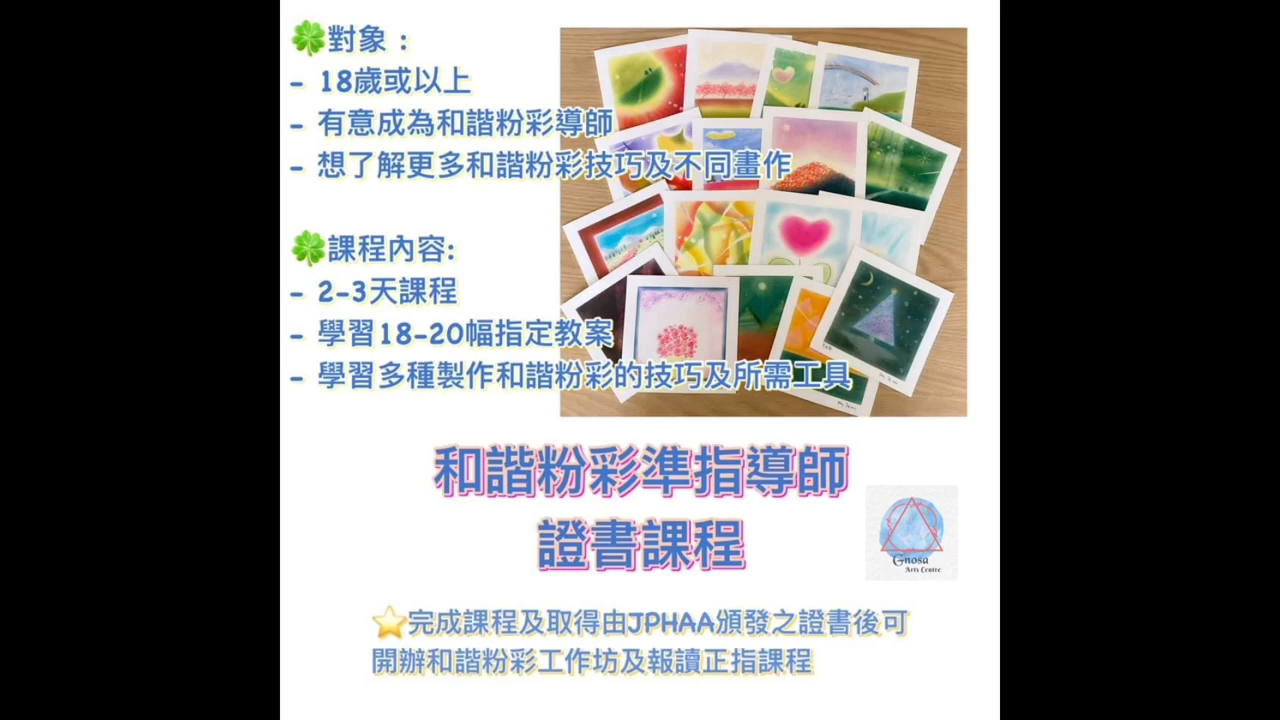 🍀對象：
- 18歲或以上
- 有意成為和諧粉彩導師
- 想了解更多和諧粉彩技巧及不同畫作
🍀課程內容:
- 2-3天課程
- 學習18-20幅指定教案
- 學習多種製作和諧粉彩的技巧及所需工具
和諧粉彩準指導師
證書課程
Gnosa
Arts Centre
⭐完成課程及取得由JPHAA頒發之證書後可
開辦和諧粉彩工作坊及報讀正指課程